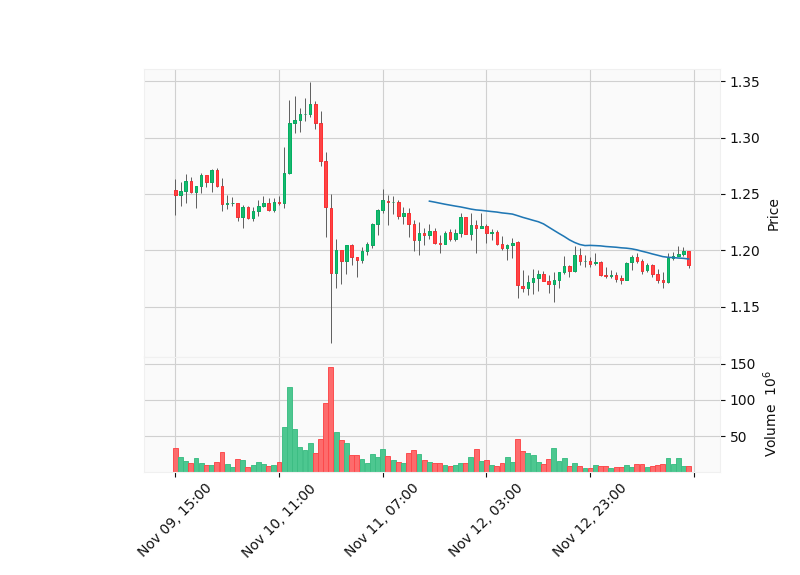 1.35
1.30
1.25
1.20
1.15
Price
150
100
50
Volume 10^6
Nov 09, 15:00
Nov 10, 11:00
Nov 11, 07:00
Nov 12, 03:00
Nov 12, 23:00